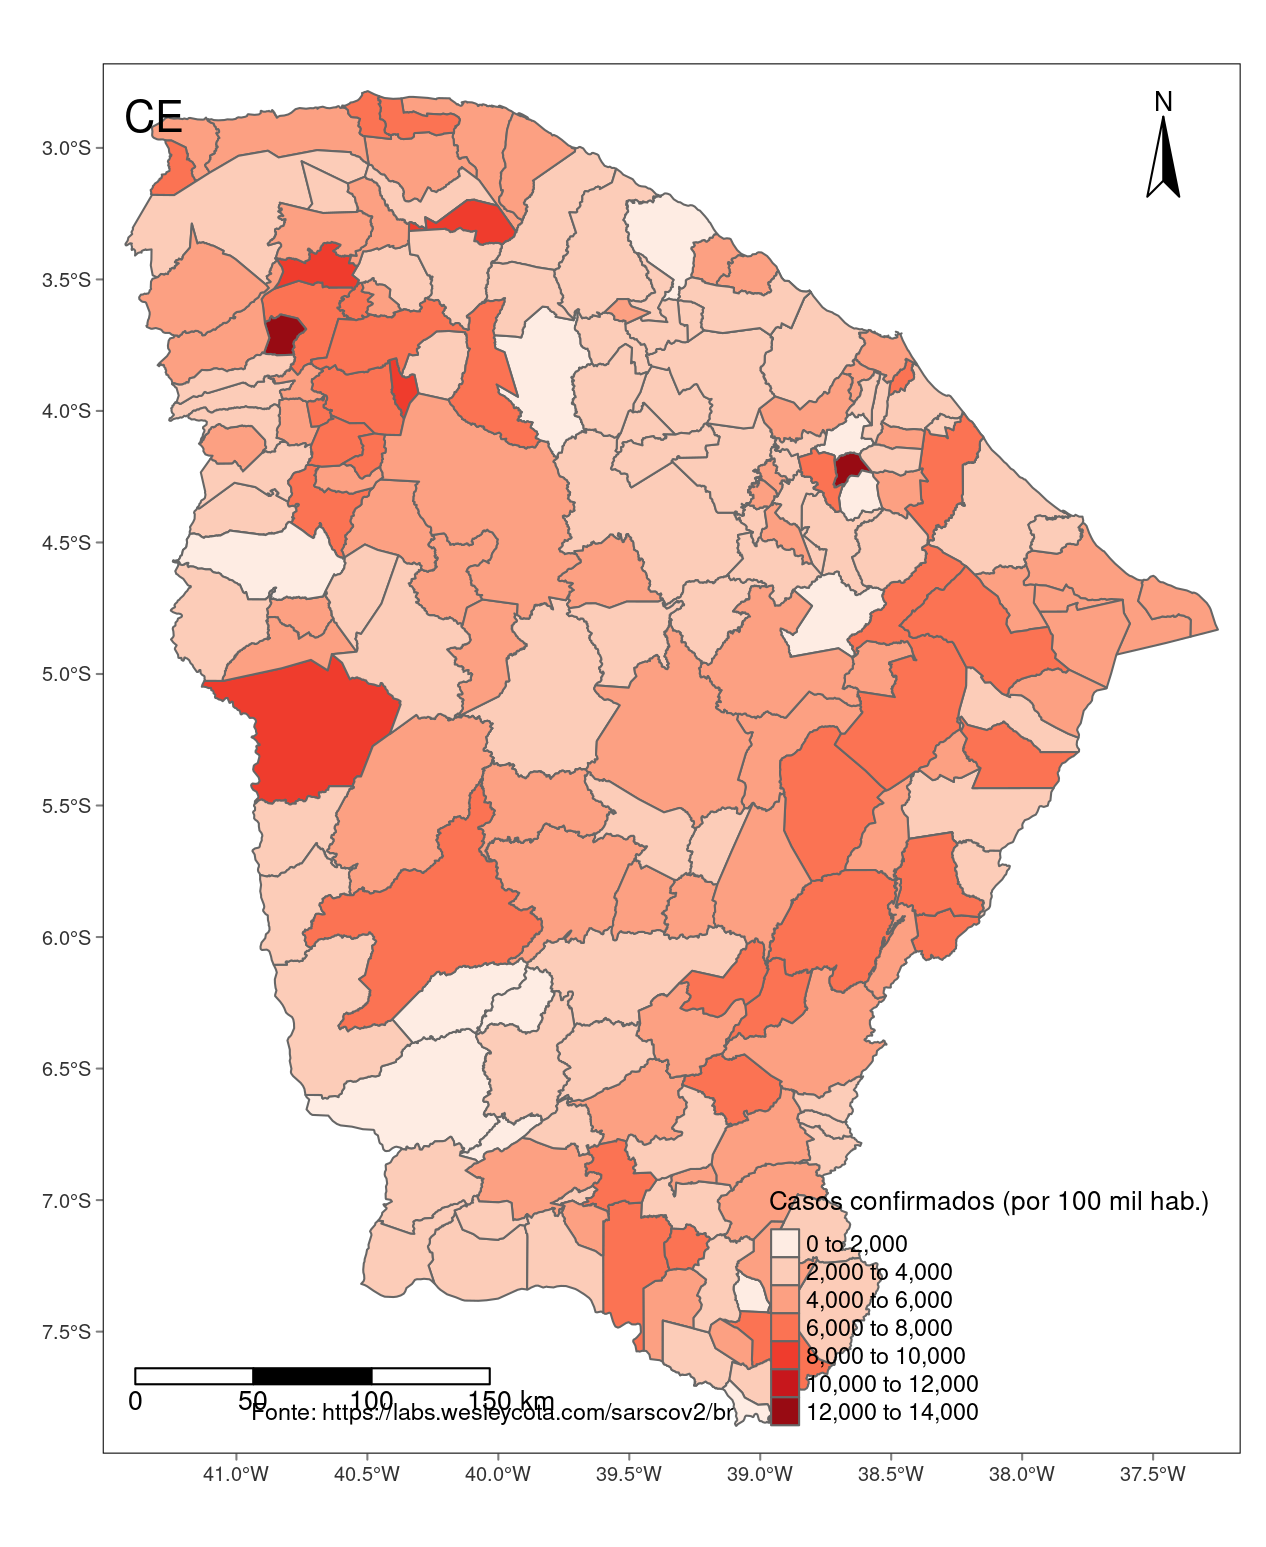 CE
N
3.0°S
3.5°S
4.0°S
4.5°S
5.0°S
5.5°S
6.0°S
6.5°S
7.0°S
7.5°S
Casos confirmados (por 100 mil hab.)
0 to 2,000
2,000 to 4,000
4,000 to 6,000
6,000 to 8,000
8,000 to 10,000
10,000 to 12,000
12,000 to 14,000
0 50 100 150 km
Fonte: https://labs.wesleycota.com/sarscov2/br
41.0°W 40.5°W 40.0°W 39.5°W 39.0°W 38.5°W 38.0°W 37.5°W